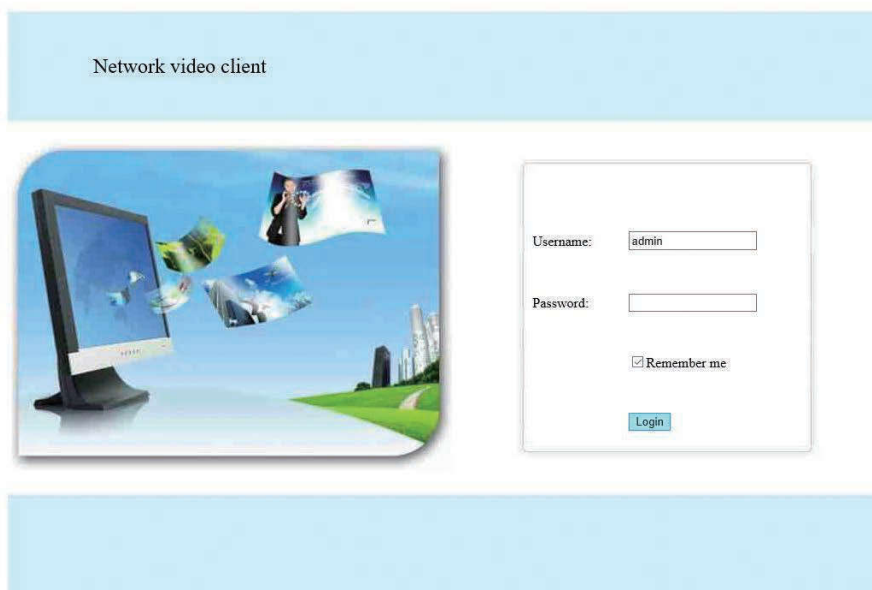 Network video client
Username: admin
Password:
Remember me
Login